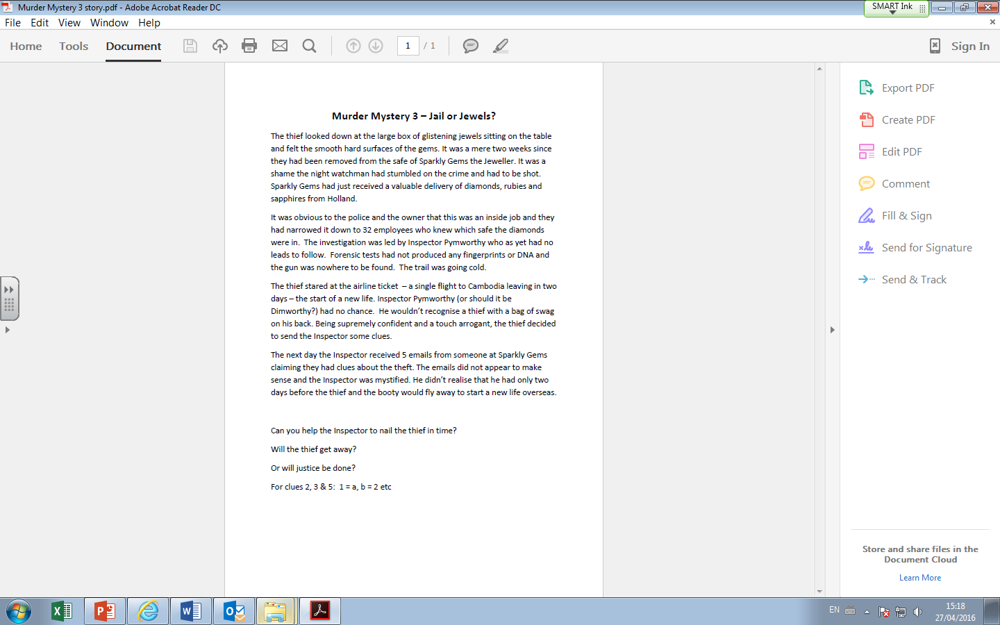 Murder Mystery 3 story.pdf - Adobe Acrobat Reader DC
SMART Ink
File Edit View Window Help
Home Tools Document 1 / 1 Sign In
Murder Mystery 3 – Jail or Jewels?
The thief looked down at the large box of glistening jewels sitting on the table
and felt the smooth hard surfaces of the gems. It was a mere two weeks since
they had been removed from the safe of Sparkly Gems the Jeweller. It was a
shame the night watchman had stumbled on the crime and had to be shot.
Sparkly Gems had just received a valuable delivery of diamonds, rubies and
sapphires from Holland.
It was obvious to the police and the owner that this was an inside job and they
had narrowed it down to 32 employees who knew which safe the diamonds
were in.  The investigation was led by Inspector Pymworthy who as yet had no
leads to follow.  Forensic tests had not produced any fingerprints or DNA and
the gun was nowhere to be found.  The trail was going cold.
The thief stared at the airline ticket  – a single flight to Cambodia leaving in two
days – the start of a new life. Inspector Pymworthy (or should it be
Dimworthy?) had no chance.  He wouldn’t recognise a thief with a bag of swag
on his back. Being supremely confident and a touch arrogant, the thief decided
to send the Inspector some clues.
The next day the Inspector received 5 emails from someone at Sparkly Gems
claiming they had clues about the theft. The emails did not appear to make
sense and the Inspector was mystified. He didn’t realise that he had only two
days before the thief and the booty would fly away to start a new life overseas.
Can you help the Inspector to nail the thief in time?
Will the thief get away?
Or will justice be done?
For clues 2, 3 & 5:  1 = a, b = 2 etc
Export PDF
Create PDF
Edit PDF
Comment
Fill & Sign
Send for Signature
Send & Track
Store and share files in the
Document Cloud
Learn More
EN
15:18
27/04/2016